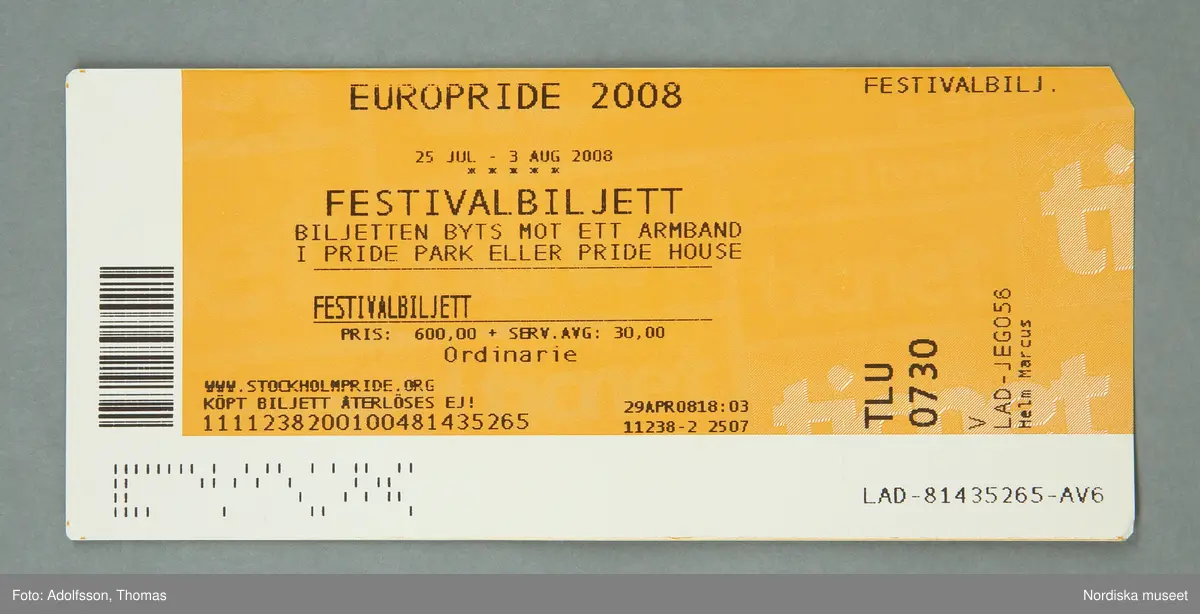 EUROPRIDE 2008
FESTIVALBILJ.
25 JUL - 3 AUG 2008
* * * * *
FESTIVALBILJETT
BILJETTEN BYTS MOT ETT ARMBAND
I PRIDE PARK ELLER PRIDE HOUSE
FESTIVALBILJETT
PRIS: 600,00 + SERV.AVG: 30,00
Ordinarie
WWW.STOCKHOLMPRIDE.ORG
KÖPT BILJETT ÅTERLÖSES EJ!
1111238200100481435265
29APR0818:03
11238-2 2507
TLU
0730
V
LAD-JEG056
Helm Marcus
LAD-81435265-AV6
ti
ticnet
Foto: Adolfsson, Thomas
Nordiska museet